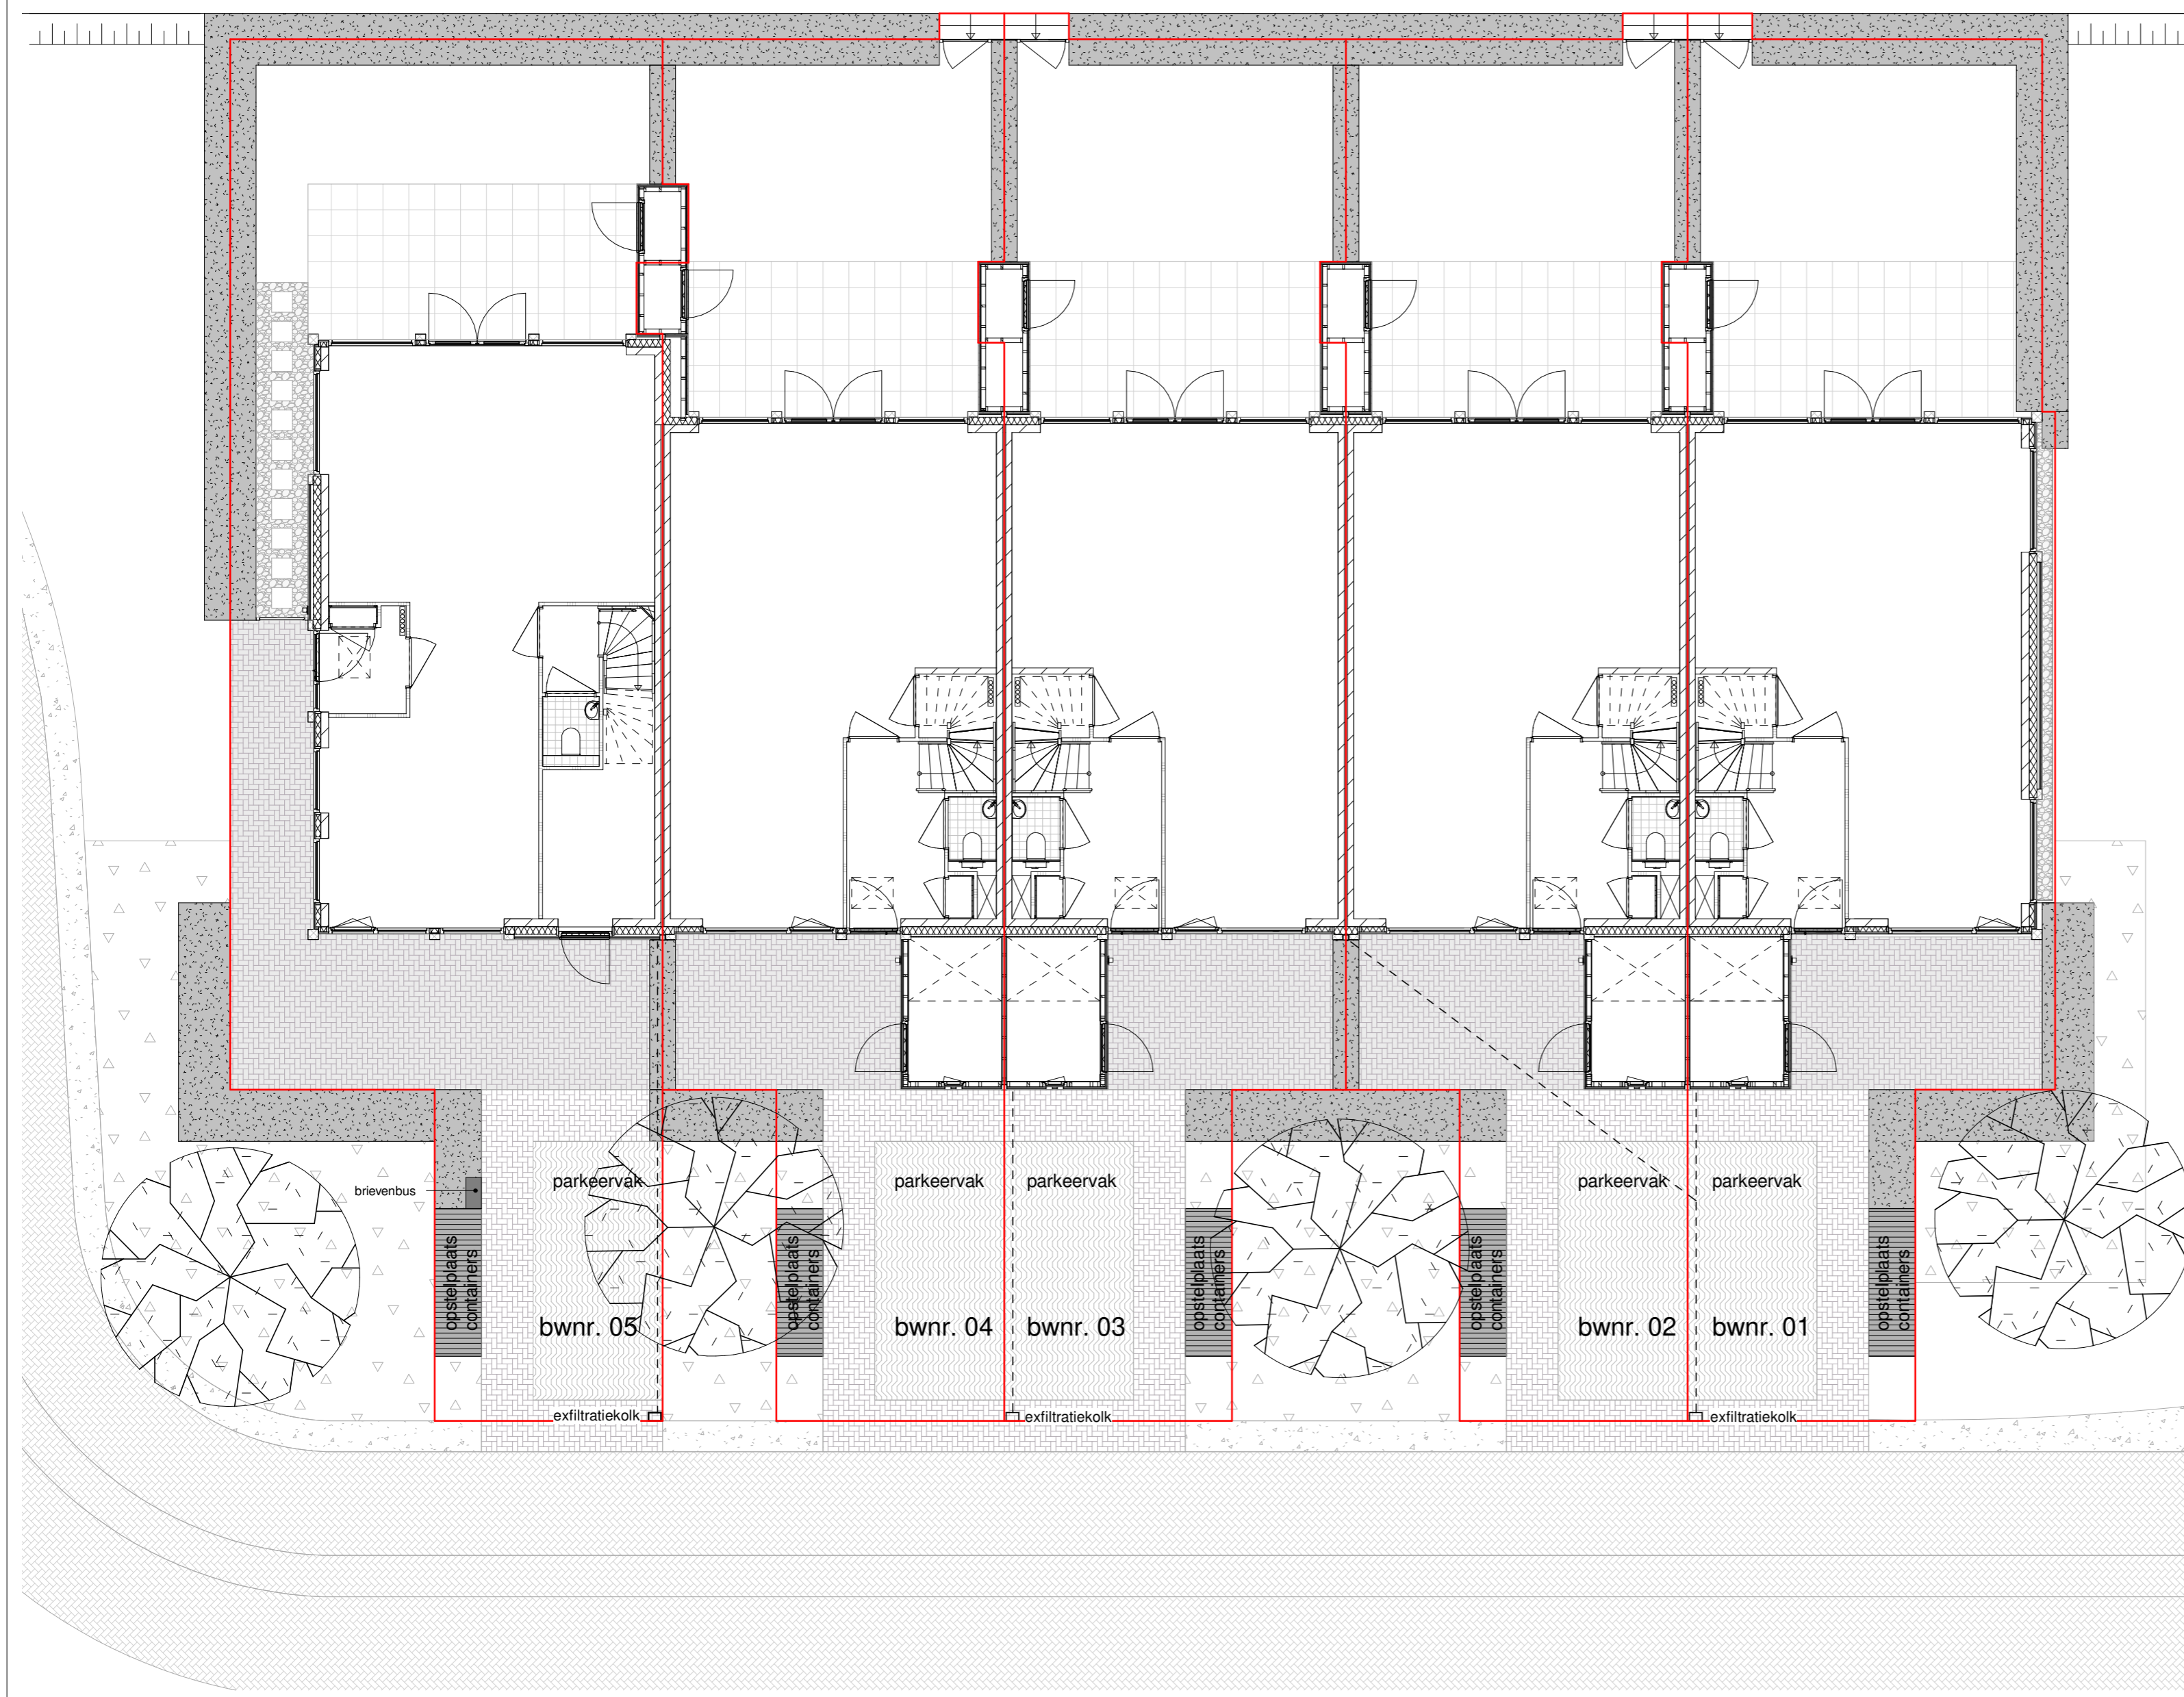 parkeervak
parkeervak
parkeervak
parkeervak
parkeervak
brievenbus
opstelplaats
containers
opstelplaats
containers
opstelplaats
containers
opstelplaats
containers
opstelplaats
containers
bwnr. 05
bwnr. 04
bwnr. 03
bwnr. 02
bwnr. 01
exfiltratiekolk
exfiltratiekolk
exfiltratiekolk